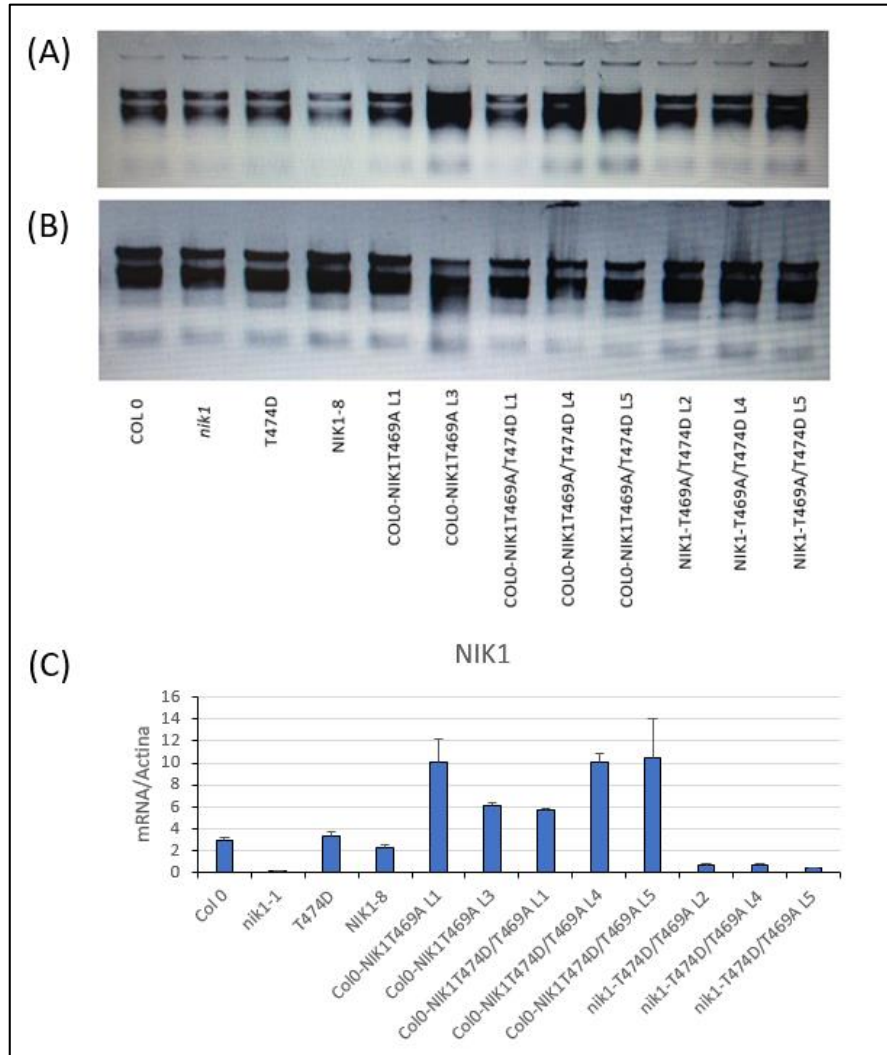 (A)
(B)
COL 0
nik1
T474D
NIK1-8
COL0-NIK1T469A L1
COL0-NIK1T469A L3
COL0-NIK1T469A/T474D L1
COL0-NIK1T469A/T474D L4
COL0-NIK1T469A/T474D L5
NIK1-T469A/T474D L2
NIK1-T469A/T474D L4
NIK1-T469A/T474D L5
(C)
NIK1
mRNA/Actina
16
14
12
10
8
6
4
2
0
Col 0
nik1-1
T474D
NIK1-8
Col0-NIK1T469A L1
Col0-NIK1T469A L3
Col0-NIK1T474D/T469A L1
Col0-NIK1T474D/T469A L4
Col0-NIK1T474D/T469A L5
nik1-T474D/T469A L2
nik1-T474D/T469A L4
nik1-T474D/T469A L5